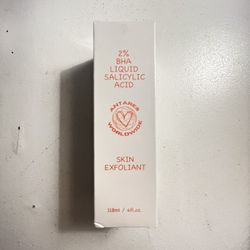 2%
BHA
LIQUID
SALICYLIC
ACID
ANTARES
WORLDWIDE
SKIN
EXFOLIANT
118ml / 4fl.oz.